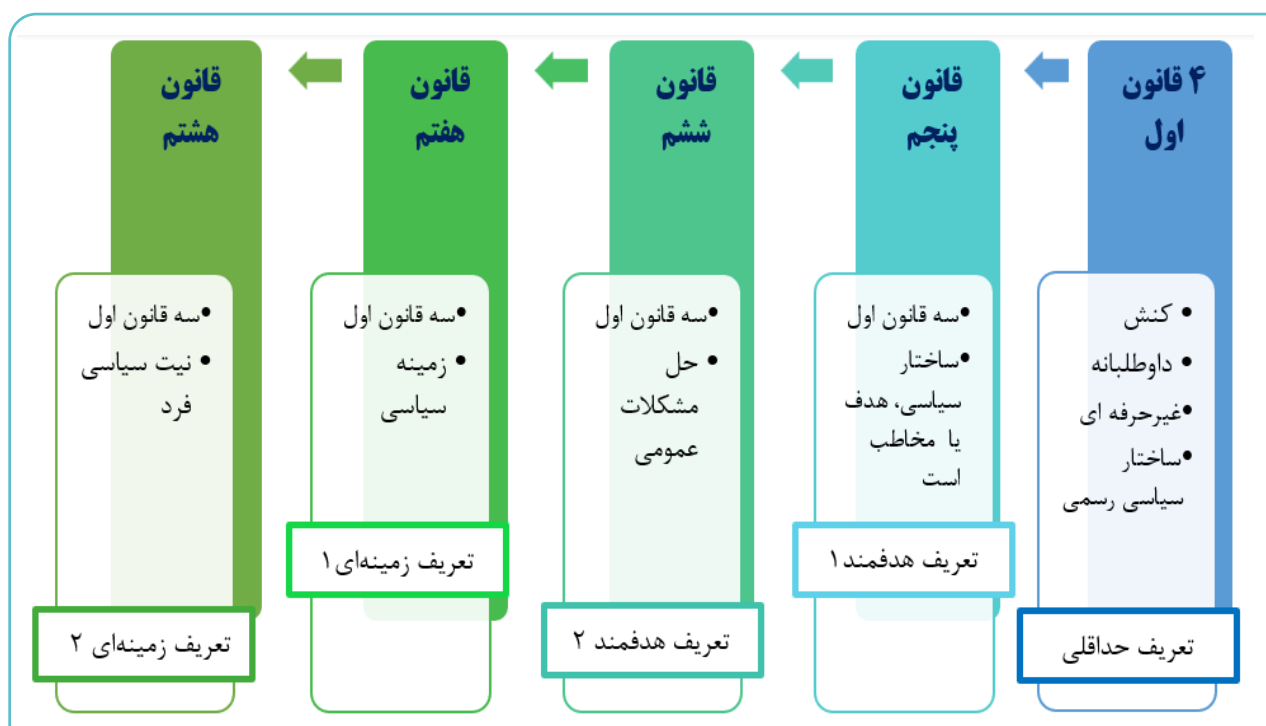 ۴ قانون
اول
• کنش
• داوطلبانه
•غیرحرفه ای
•ساختار
سیاسی رسمی
تعریف حداقلی
قانون
پنجم
•سه قانون اول
•ساختار
سیاسی، هدف
یا مخاطب
است
تعریف هدفمند۱
قانون
ششم
•سه قانون اول
• حل
مشکلات
عمومی
تعریف هدفمند ۲
قانون
هفتم
•سه قانون اول
• زمینه
سیاسی
تعریف زمینه‌ای۱
قانون
هشتم
•سه قانون اول
• نیت سیاسی
فرد
تعریف زمینه‌ای ۲